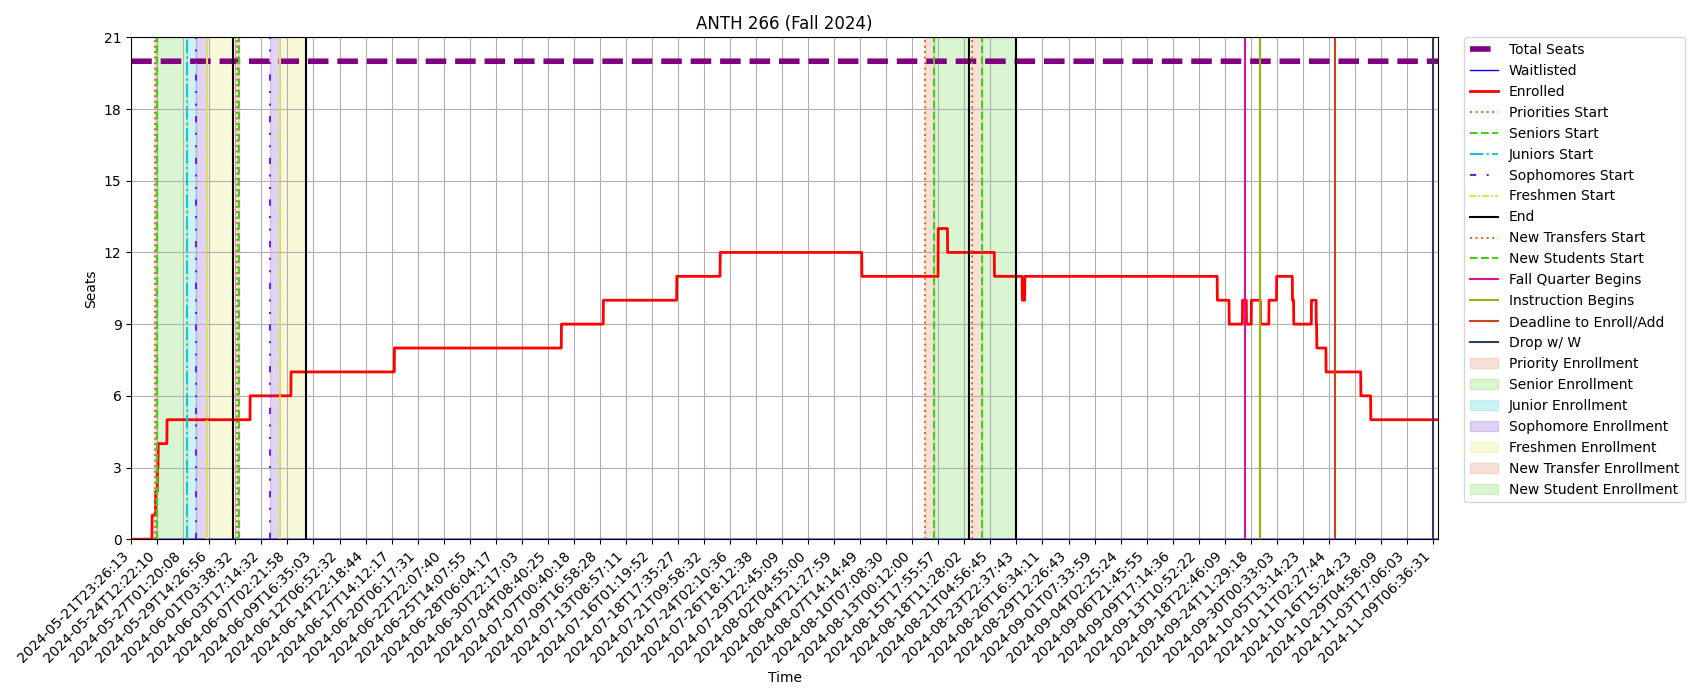 ANTH 266 (Fall 2024)
Seats
21
18
15
12
9
6
3
0
2024-05-21T23:26:13
2024-05-24T12:22:10
2024-05-27T01:20:08
2024-05-29T14:26:56
2024-06-01T03:38:32
2024-06-03T17:14:32
2024-06-07T02:21:58
2024-06-09T16:35:03
2024-06-12T06:52:32
2024-06-14T22:18:44
2024-06-17T14:12:17
2024-06-20T06:17:31
2024-06-22T22:07:40
2024-06-25T14:07:55
2024-06-28T06:04:17
2024-06-30T22:17:03
2024-07-04T08:40:25
2024-07-07T00:40:18
2024-07-09T16:58:28
2024-07-13T08:57:11
2024-07-16T01:19:52
2024-07-18T17:35:27
2024-07-21T09:58:32
2024-07-24T02:10:36
2024-07-26T18:12:38
2024-07-29T22:45:09
2024-08-02T04:55:00
2024-08-04T21:27:59
2024-08-07T14:14:49
2024-08-10T07:08:30
2024-08-13T00:12:00
2024-08-15T17:55:57
2024-08-18T11:28:02
2024-08-21T04:56:45
2024-08-23T22:37:43
2024-08-26T16:34:11
2024-08-29T12:26:43
2024-09-01T07:33:59
2024-09-04T02:25:24
2024-09-06T21:45:55
2024-09-09T17:14:36
2024-09-13T10:52:22
2024-09-18T22:46:09
2024-09-24T11:29:18
2024-09-30T00:33:03
2024-10-05T13:14:23
2024-10-11T02:27:44
2024-10-16T15:24:23
2024-10-29T04:58:09
2024-11-03T17:06:03
2024-11-09T06:36:31
Time
Total Seats
Waitlisted
Enrolled
Priorities Start
Seniors Start
Juniors Start
Sophomores Start
Freshmen Start
End
New Transfers Start
New Students Start
Fall Quarter Begins
Instruction Begins
Deadline to Enroll/Add
Drop w/ W
Priority Enrollment
Senior Enrollment
Junior Enrollment
Sophomore Enrollment
Freshmen Enrollment
New Transfer Enrollment
New Student Enrollment